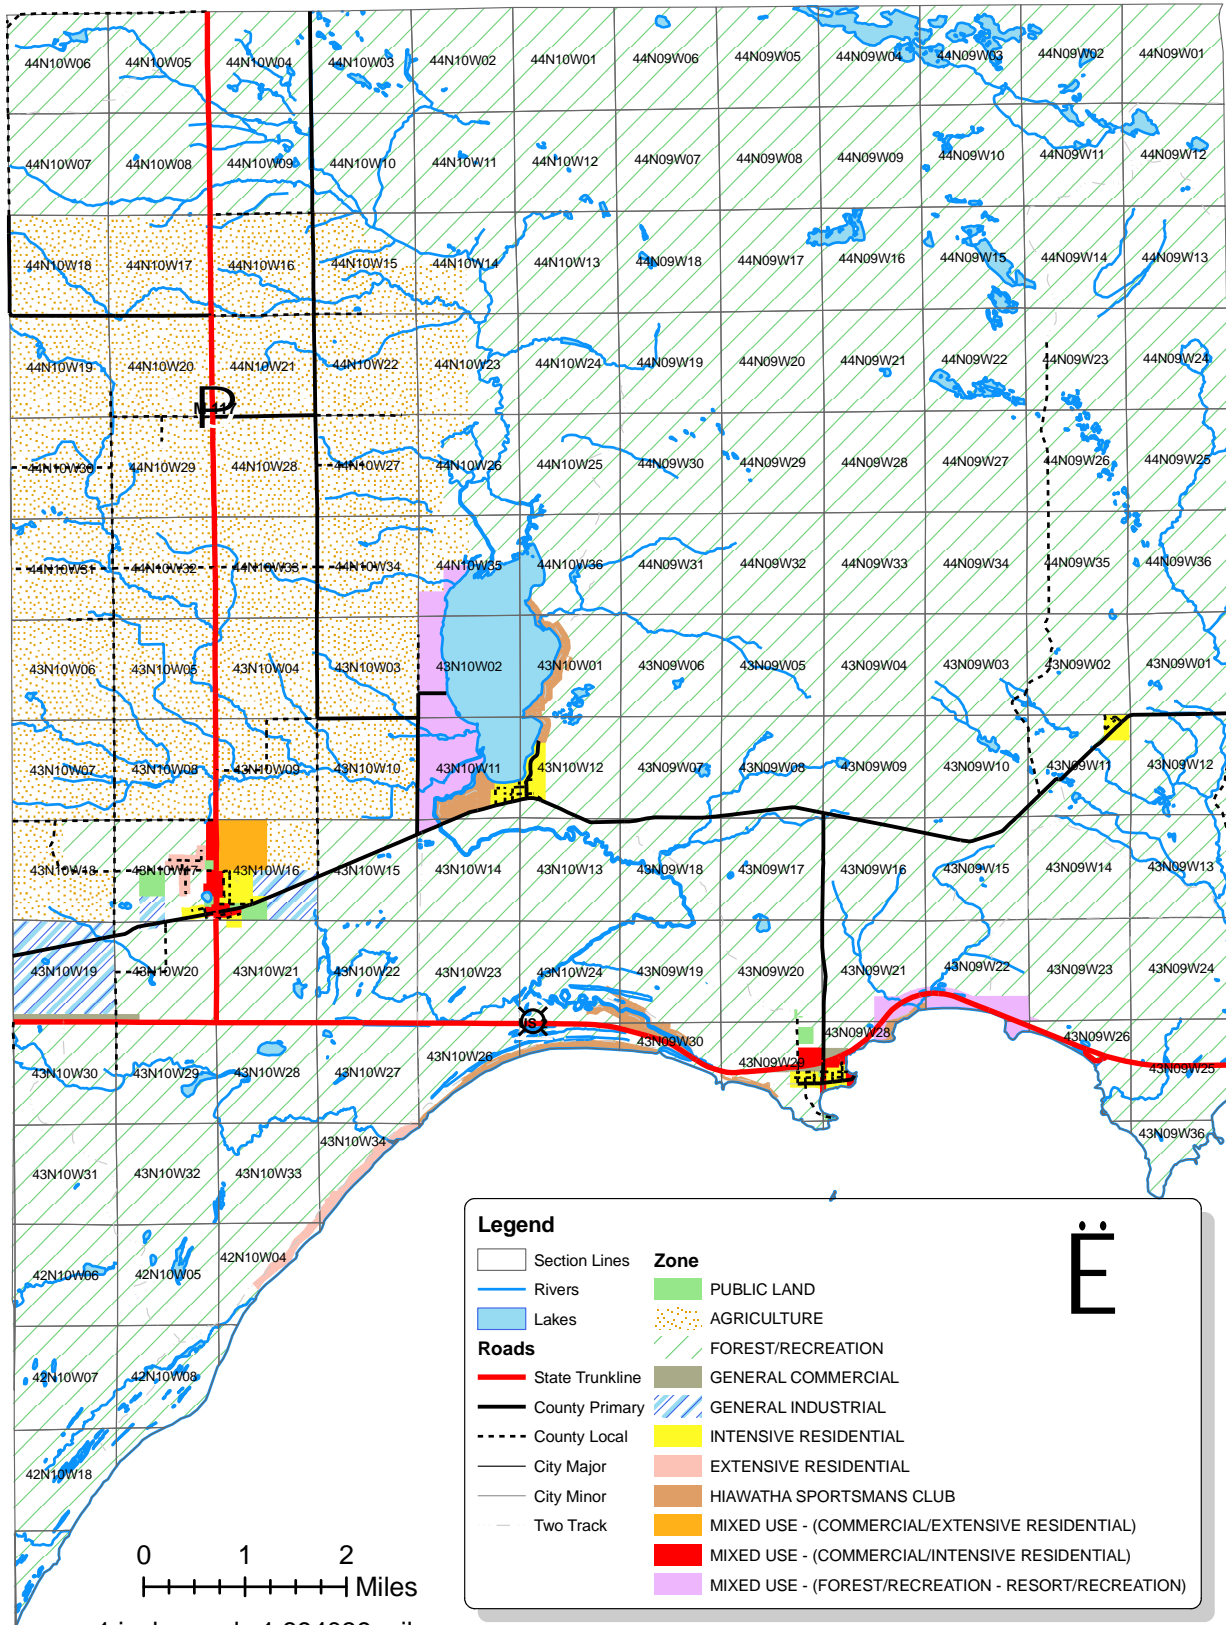 44N10W06 44N10W05 44N10W04 44N10W03 44N10W02 44N10W01 44N09W06 44N09W05 44N09W04 44N09W03 44N09W02 44N09W01
44N10W07 44N10W08 44N10W09 44N10W10 44N10W11 44N10W12 44N09W07 44N09W08 44N09W09 44N09W10 44N09W11 44N09W12
44N10W18 44N10W17 44N10W16 44N10W15 44N10W14 44N10W13 44N09W18 44N09W17 44N09W16 44N09W15 44N09W14 44N09W13
44N10W19 44N10W20 44N10W21 44N10W22 44N10W23 44N10W24 44N09W19 44N09W20 44N09W21 44N09W22 44N09W23 44N09W24
P
44N10W30 44N10W29 44N10W28 44N10W27 44N10W26 44N10W25 44N09W30 44N09W29 44N09W28 44N09W27 44N09W26 44N09W25
44N10W31 44N10W32 44N10W33 44N10W34 44N10W35 44N10W36 44N09W31 44N09W32 44N09W33 44N09W34 44N09W35 44N09W36
43N10W06 43N10W05 43N10W04 43N10W03 43N10W02 43N10W01 43N09W06 43N09W05 43N09W04 43N09W03 43N09W02 43N09W01
43N10W07 43N10W08 43N10W09 43N10W10 43N10W11 43N10W12 43N09W07 43N09W08 43N09W09 43N09W10 43N09W11 43N09W12
43N10W18 43N10W17 43N10W16 43N10W15 43N10W14 43N10W13 43N09W18 43N09W17 43N09W16 43N09W15 43N09W14 43N09W13
43N10W19 43N10W20 43N10W21 43N10W22 43N10W23 43N10W24 43N09W19 43N09W20 43N09W21 43N09W22 43N09W23 43N09W24
43N10W30 43N10W29 43N10W28 43N10W27 43N10W26 43N09W30 43N09W29 43N09W28 43N09W26 43N09W25
43N10W31 43N10W32 43N10W33 43N10W34 43N09W36
42N10W06 42N10W05 42N10W04
42N10W07 42N10W08
42N10W18
Legend
Section Lines
Rivers
Lakes
Roads
State Trunkline
County Primary
County Local
City Major
City Minor
Two Track
Zone
PUBLIC LAND
AGRICULTURE
FOREST/RECREATION
GENERAL COMMERCIAL
GENERAL INDUSTRIAL
INTENSIVE RESIDENTIAL
EXTENSIVE RESIDENTIAL
HIAWATHA SPORTSMANS CLUB
MIXED USE - (COMMERCIAL/EXTENSIVE RESIDENTIAL)
MIXED USE - (COMMERCIAL/INTENSIVE RESIDENTIAL)
MIXED USE - (FOREST/RECREATION - RESORT/RECREATION)
Ë
0 1 2
Miles